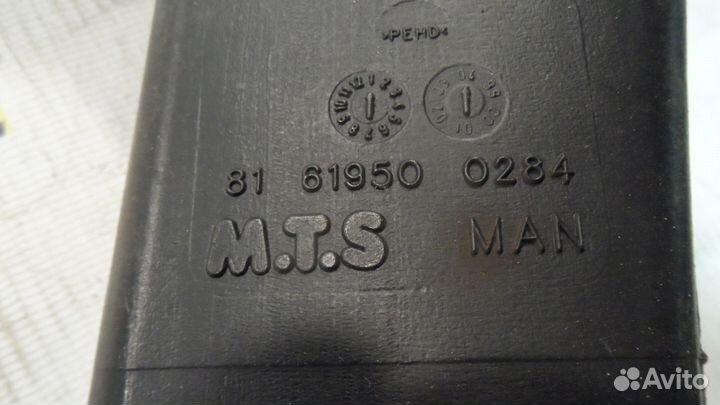 >PEHD<
81 61950 0284
M.T.S MAN
Avito